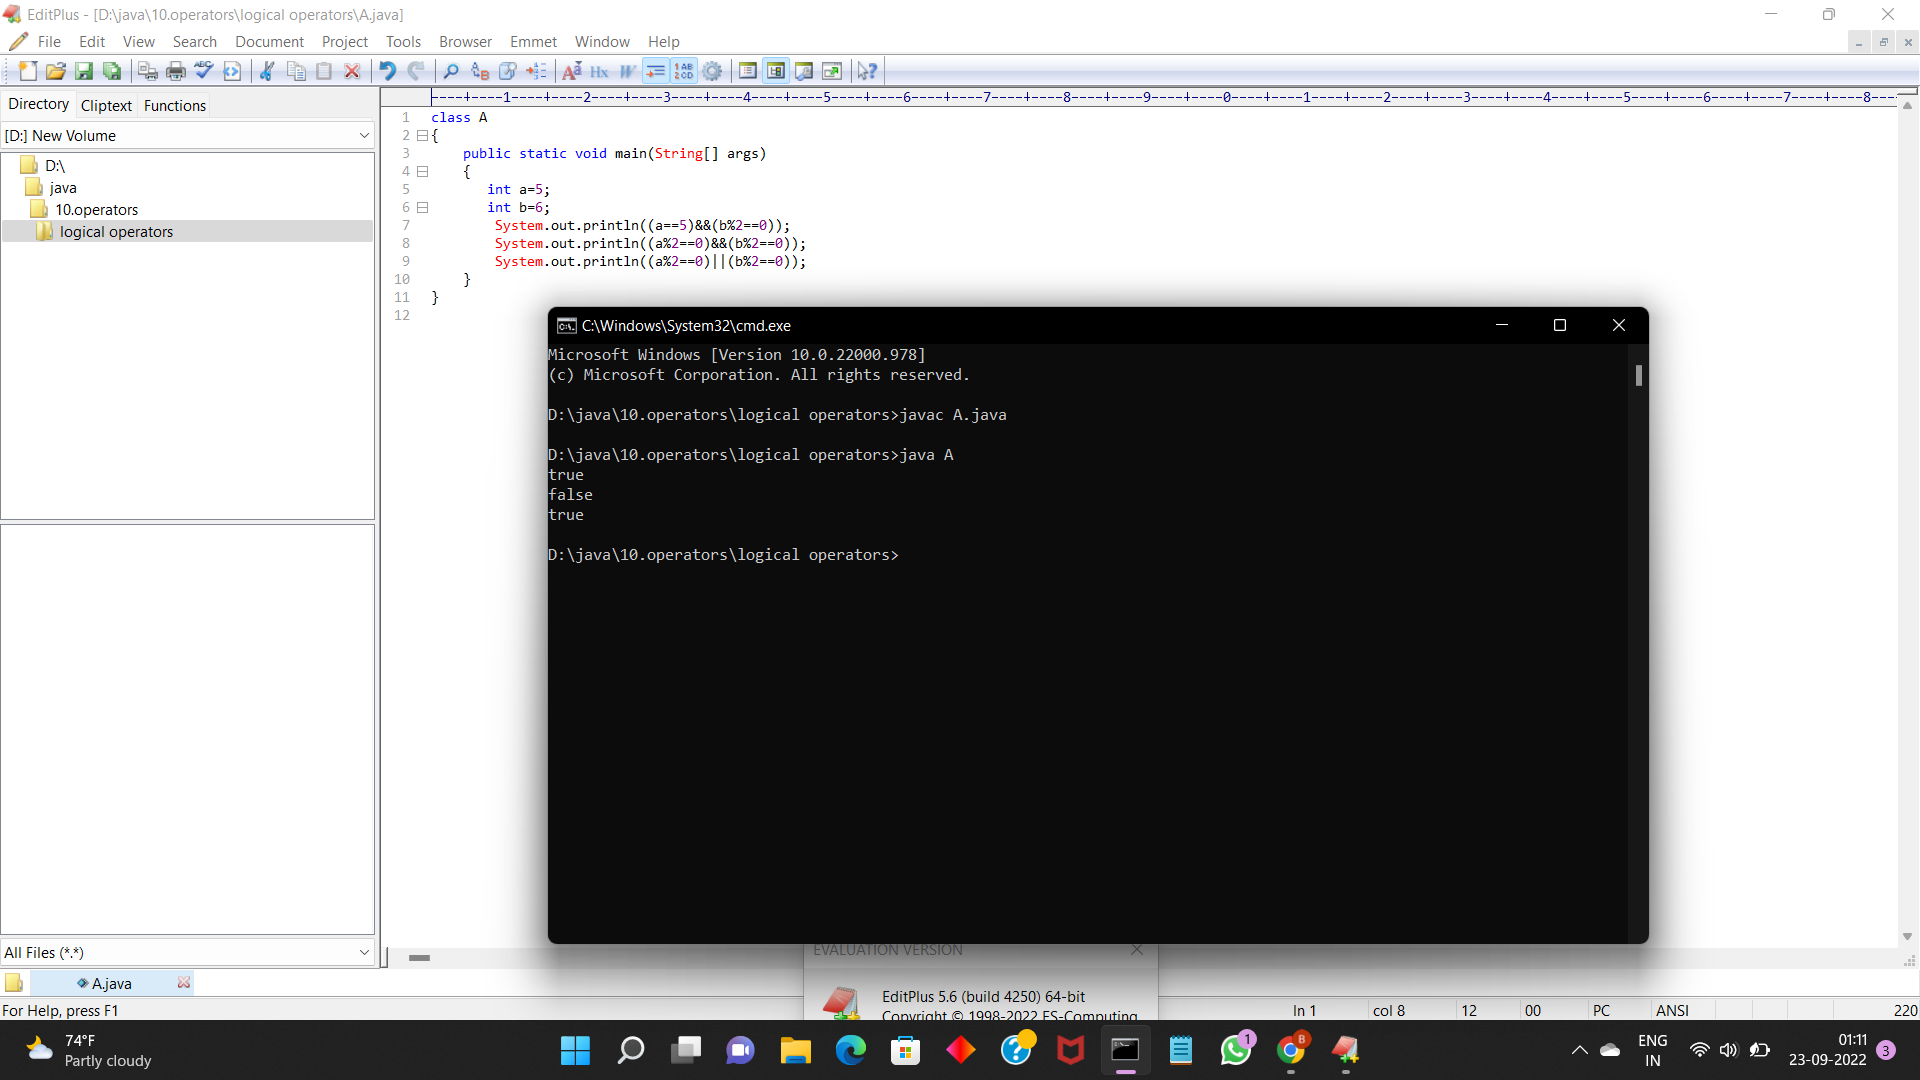 EditPlus - [D:\java\10.operators\logical operators\A.java]
File Edit View Search Document Project Tools Browser Emmet Window Help
Directory Cliptext Functions
[D:] New Volume
D:\
java
10.operators
logical operators
----+----1----+----2----+----3----+----4----+----5----+----6----+----7----+----8----+----9----+----0----+----1----+----2----+----3----+----4----+----5----+----6----+----7----+----8---
1 class A
2 {
3 public static void main(String[] args)
4 {
5 int a=5;
6 int b=6;
7 System.out.println((a==5)&&(b%2==0));
8 System.out.println((a%2==0)&&(b%2==0));
9 System.out.println((a%2==0)||(b%2==0));
10 }
11 }
12
C:\Windows\System32\cmd.exe
Microsoft Windows [Version 10.0.22000.978]
(c) Microsoft Corporation. All rights reserved.
D:\java\10.operators\logical operators>javac A.java
D:\java\10.operators\logical operators>java A
true
false
true
D:\java\10.operators\logical operators>
EVALUATION VERSION
EditPlus 5.6 (build 4250) 64-bit
Copyright © 1998-2022 ES-Computing
All Files (*.*)
A.java
For Help, press F1
ln 1 col 8 12 00 PC ANSI 220
74°F
Partly cloudy
1
B
ENG
IN
01:11
23-09-2022
3